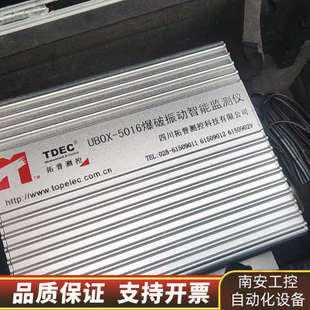 TDEC
拓普测控
http://www.topelec.com.cn
UBOX-5016爆破振动智能监测仪
四川拓普测控科技有限公司
TEL:028-61509011 61509012 61509029
品质保证 支持开票
南安工控
自动化设备